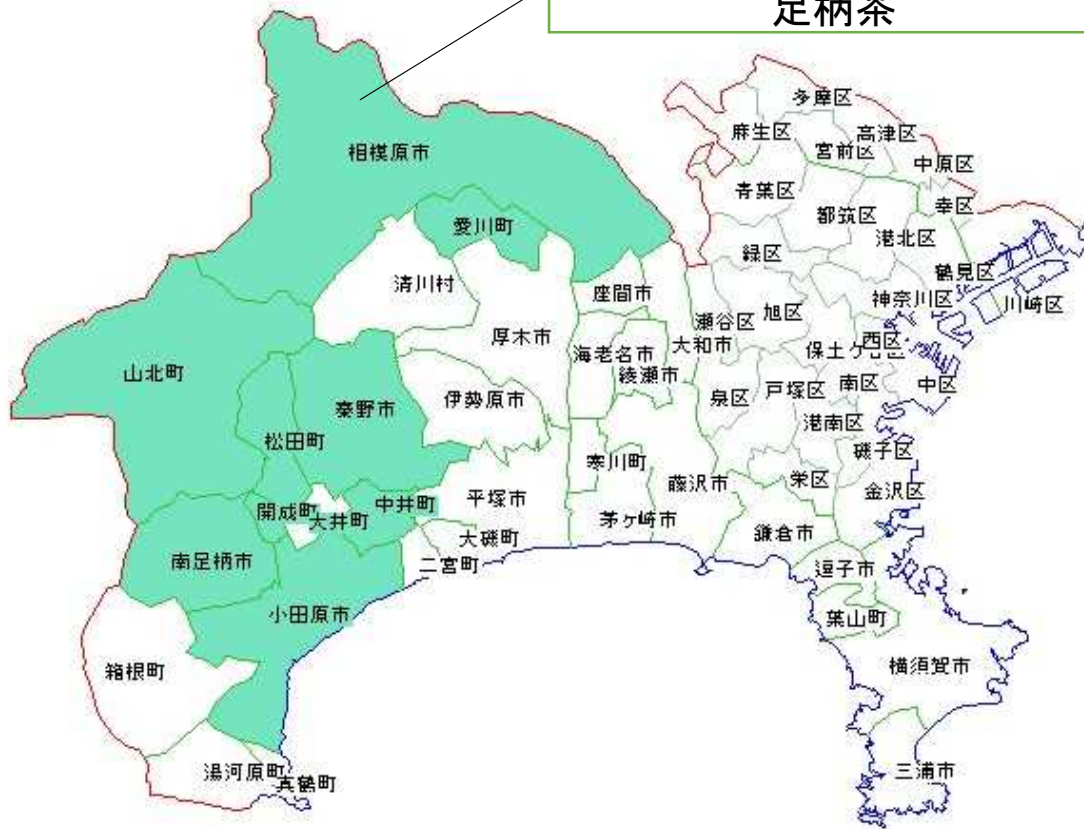 足柄茶
多摩区
麻生区
高津区
宮前区
中原区
相模原市
青葉区
幸区
都筑区
愛川町
港北区
緑区
鶴見区
清川村
座間市
神奈川区
川崎区
瀬谷区
旭区
厚木市
大和市
西区
海老名市
保土ケ谷区
山北町
綾瀬市
南区
中区
秦野市
伊勢原市
泉区
戸塚区
松田町
港南区
磯子区
寒川町
栄区
藤沢市
金沢区
平塚市
中井町
開成町
大井町
茅ヶ崎市
鎌倉市
大磯町
南足柄市
二宮町
逗子市
小田原市
葉山町
箱根町
横須賀市
湯河原町
真鶴町
三浦市